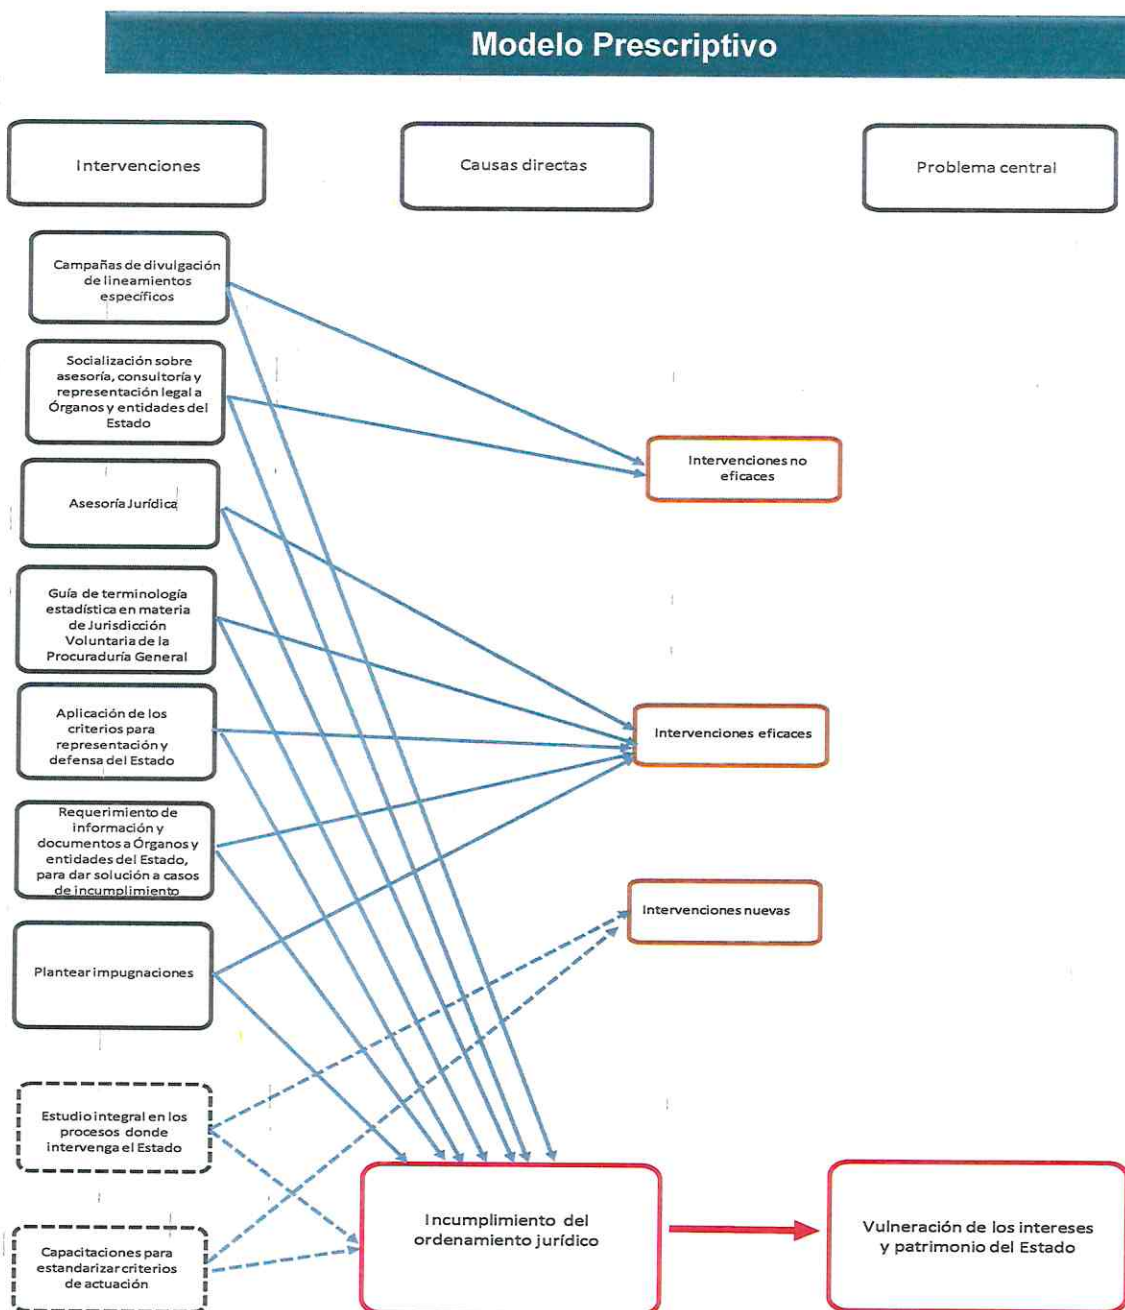 Modelo Prescriptivo
Intervenciones
Causas directas
Problema central
Campañas de divulgación
de lineamientos
específicos
Socialización sobre
asesoría, consultoría y
representación legal a
Órganos y entidades del
Estado
Intervenciones no
eficaces
Asesoría Jurídica
Guía de terminología
estadística en materia
de Jurisdicción
Voluntaria de la
Procuraduría General
Aplicación de los
criterios para
representación y
defensa del Estado
Intervenciones eficaces
Requerimiento de
información y
documentos a Órganos y
entidades del Estado,
para dar solución a casos
de incumplimiento
Intervenciones nuevas
Plantear impugnaciones
Estudio integral en los
procesos donde
intervenga el Estado
Capacitaciones para
estandarizar criterios
de actuación
Incumplimiento del
ordenamiento jurídico
Vulneración de los intereses
y patrimonio del Estado